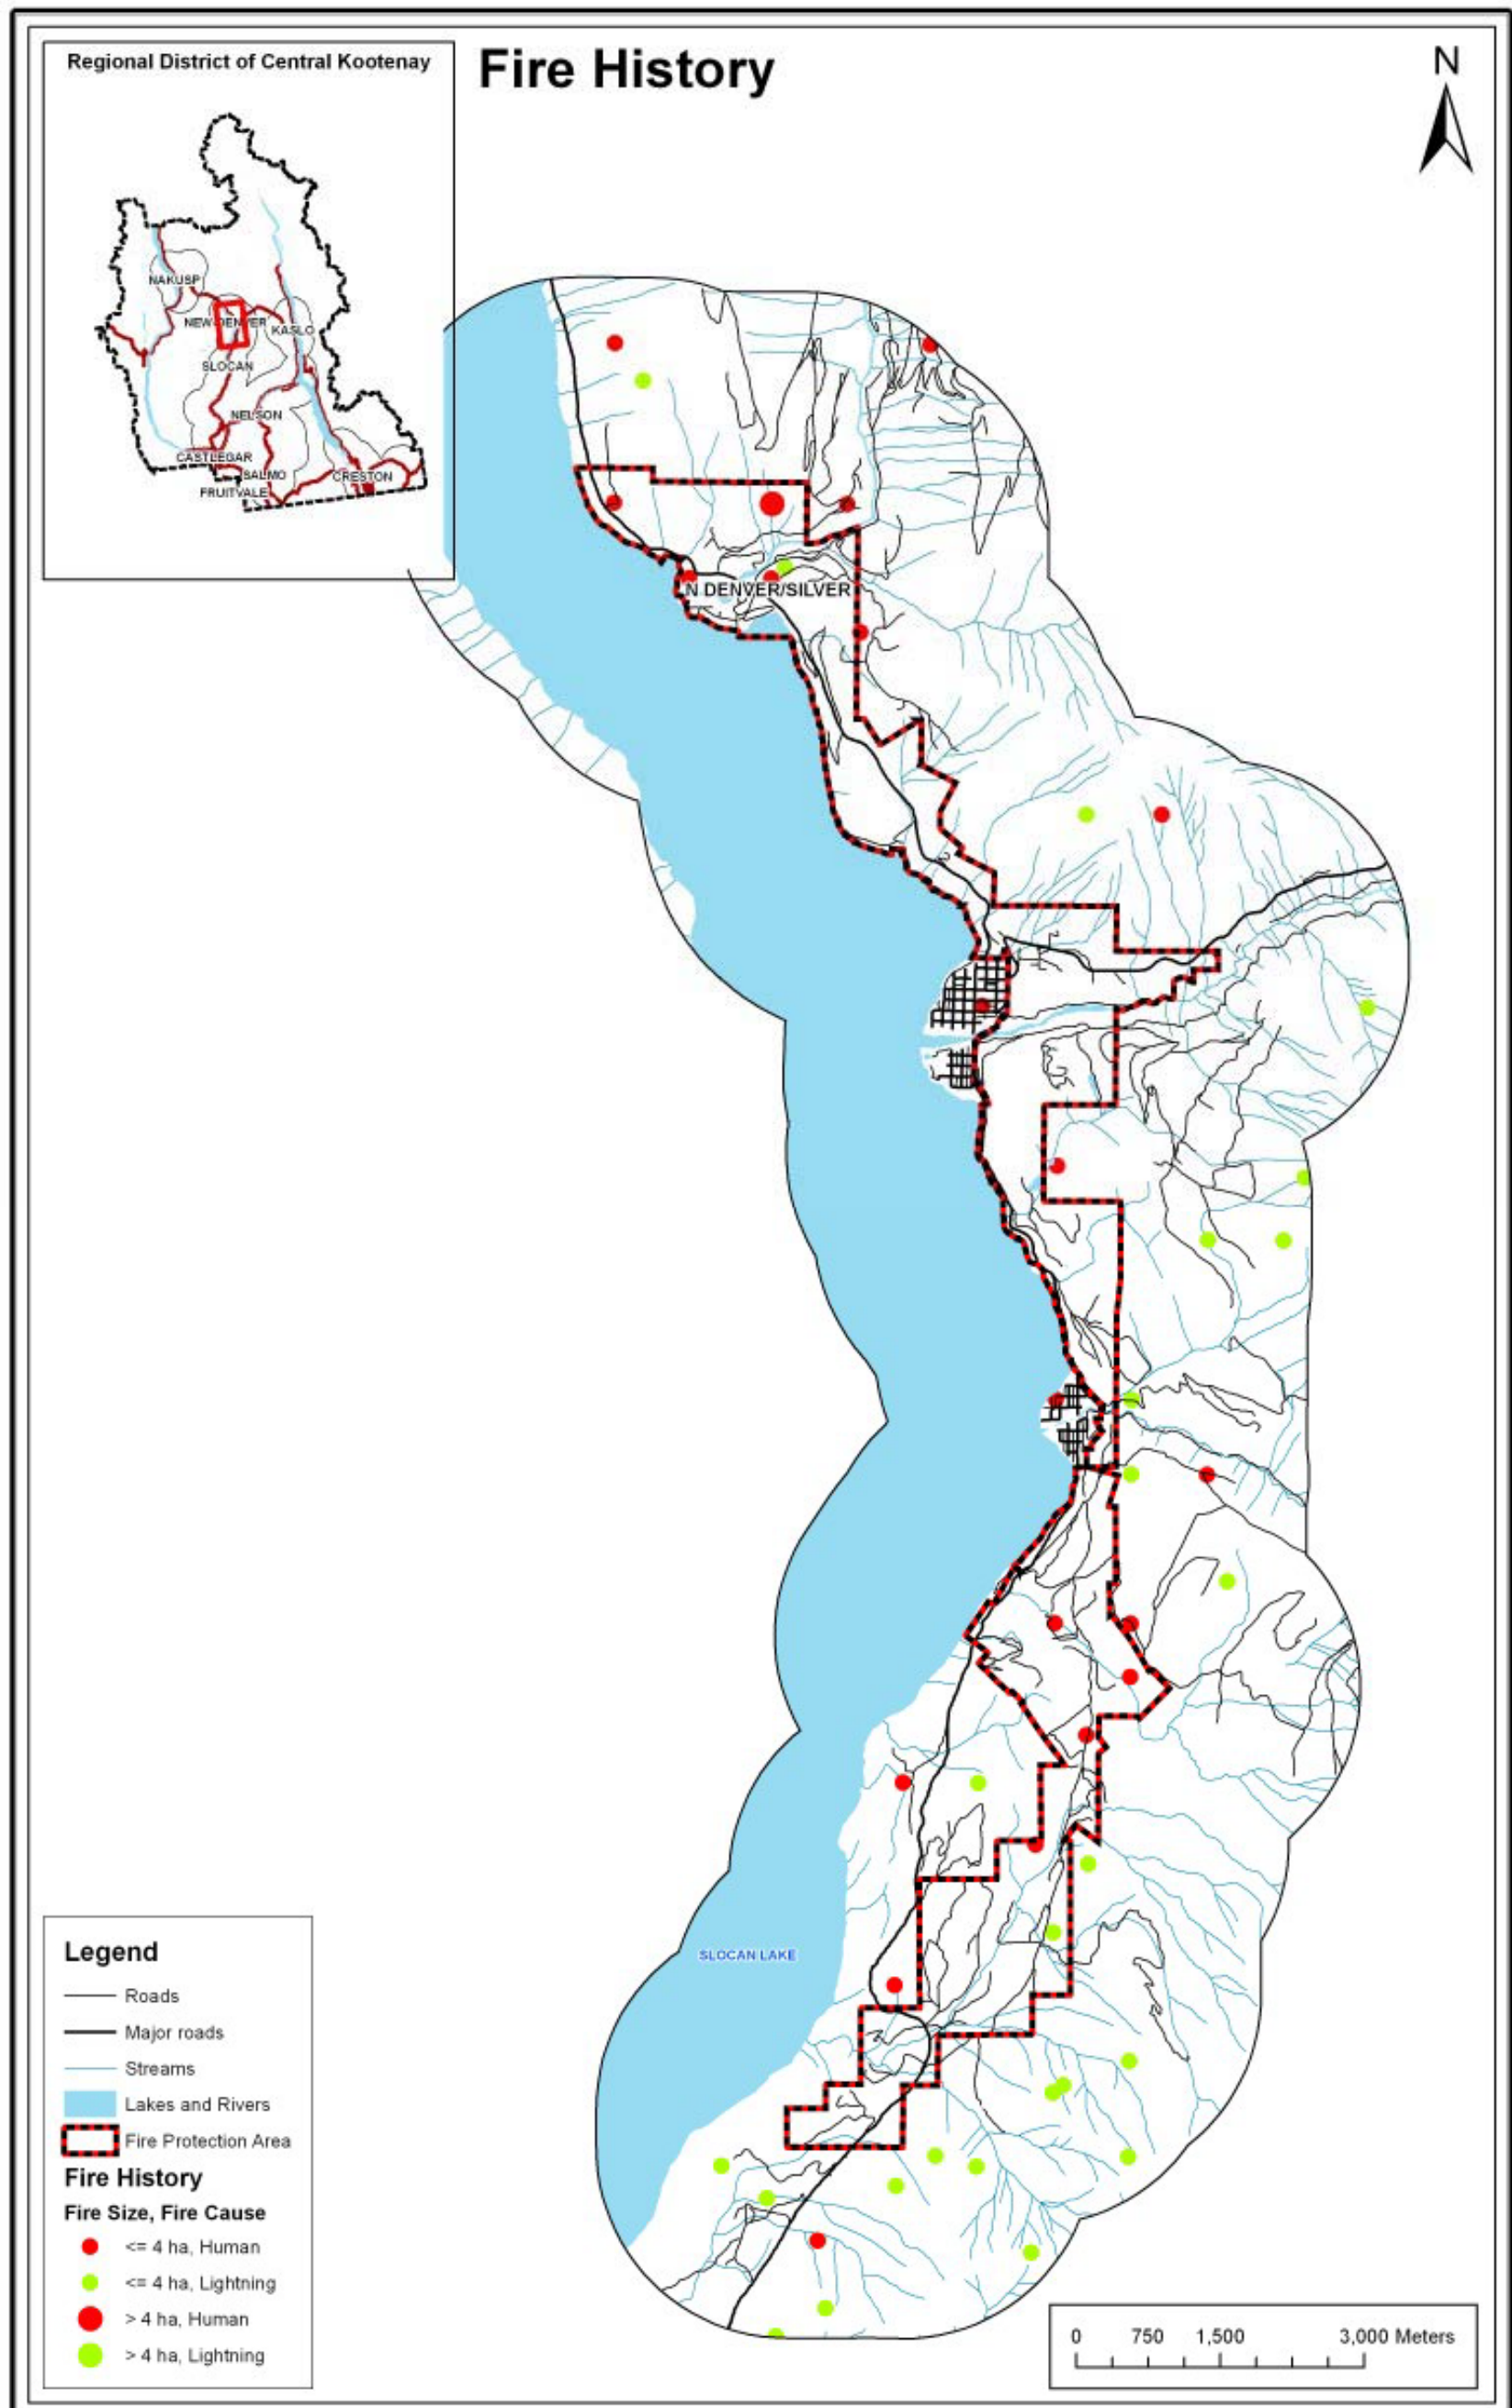 Regional District of Central Kootenay
Fire History
N
NAKUSP
NEW DENVER
KASLO
SLOCAN
NELSON
CASTLEGAR
SALMO
CRESTON
FRUITVALE
N DENVER/SILVER
SLOCAN LAKE
Legend
Roads
Major roads
Streams
Lakes and Rivers
Fire Protection Area
Fire History
Fire Size, Fire Cause
<= 4 ha, Human
<= 4 ha, Lightning
> 4 ha, Human
> 4 ha, Lightning
0 750 1,500 3,000 Meters